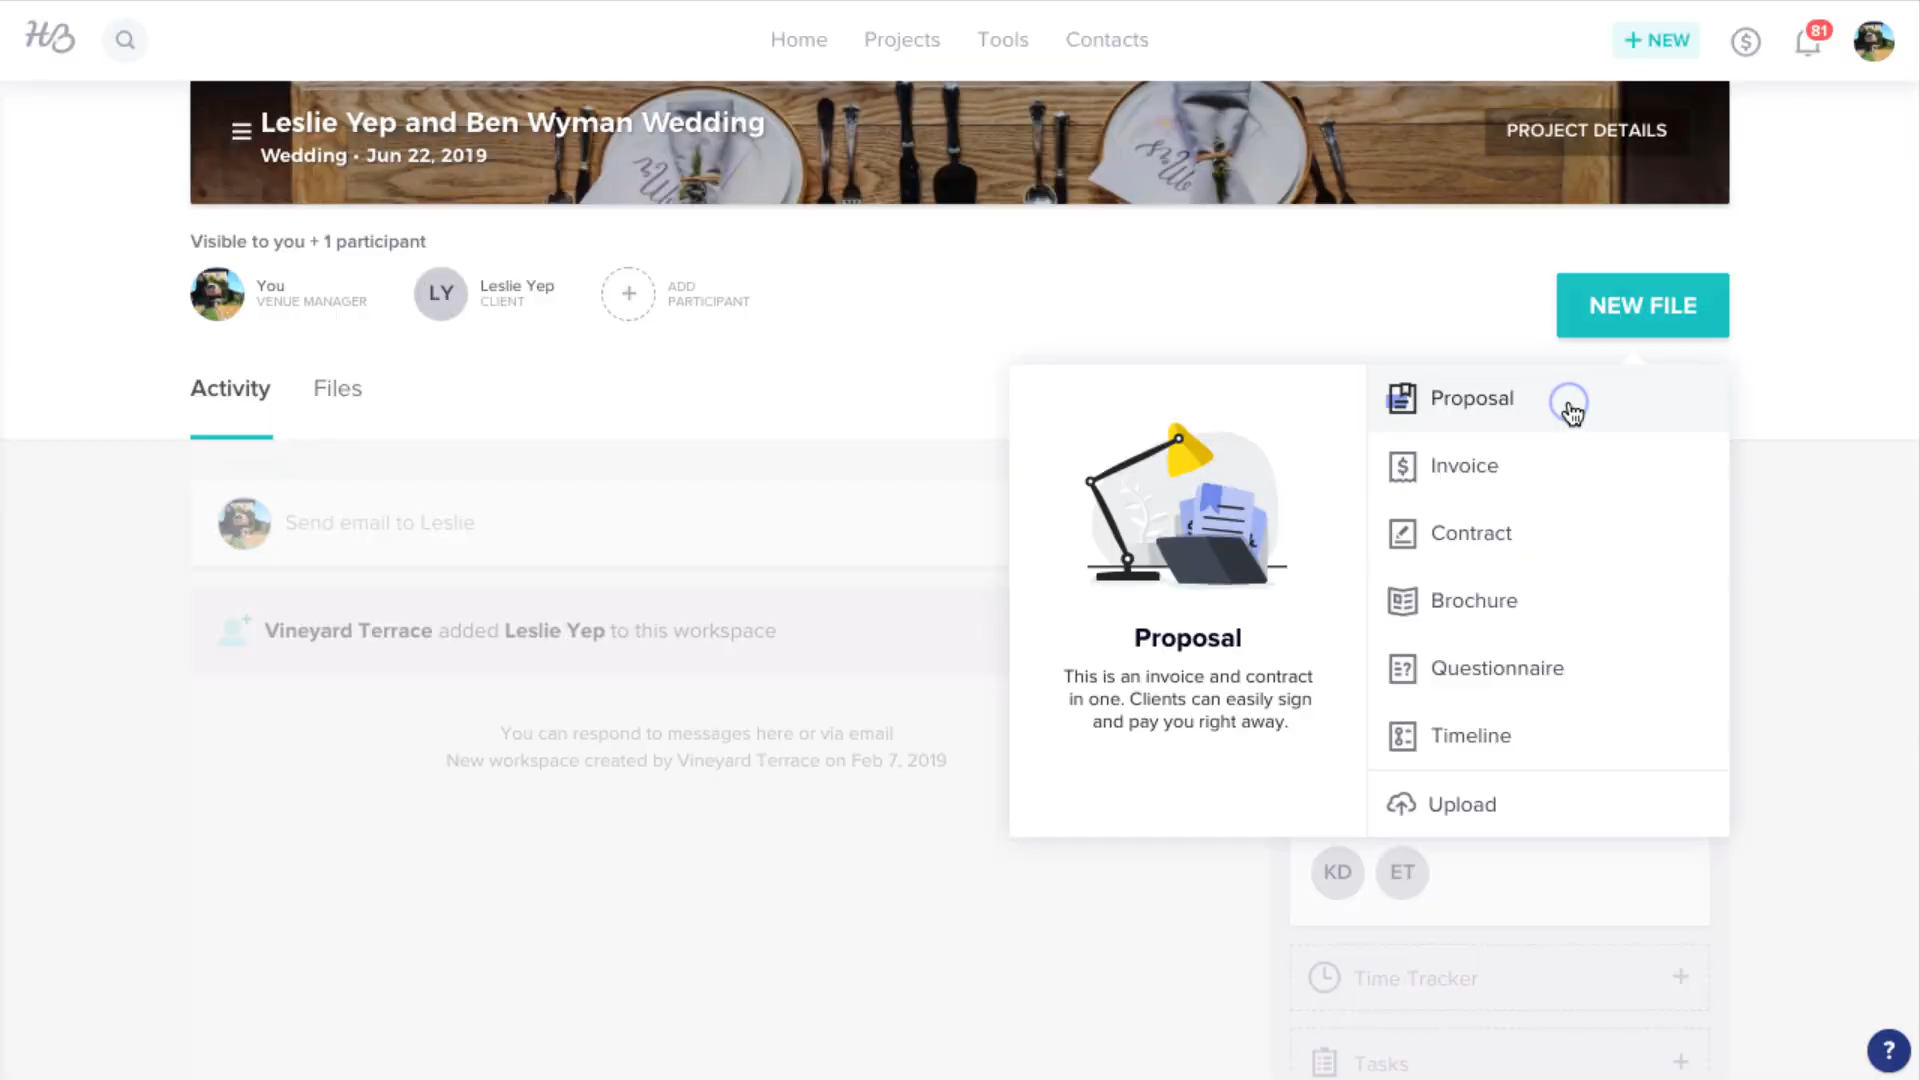 HB
Home Projects Tools Contacts
+ NEW
81
Leslie Yep and Ben Wyman Wedding
Wedding • Jun 22, 2019
PROJECT DETAILS
Visible to you + 1 participant
You
VENUE MANAGER
LY
Leslie Yep
CLIENT
ADD
PARTICIPANT
NEW FILE
Activity Files
Send email to Leslie
Vineyard Terrace added Leslie Yep to this workspace
You can respond to messages here or via email
New workspace created by Vineyard Terrace on Feb 7, 2019
Proposal
This is an invoice and contract
in one. Clients can easily sign
and pay you right away.
Proposal
Invoice
Contract
Brochure
Questionnaire
Timeline
Upload
KD ET
Time Tracker +
Tasks +
?